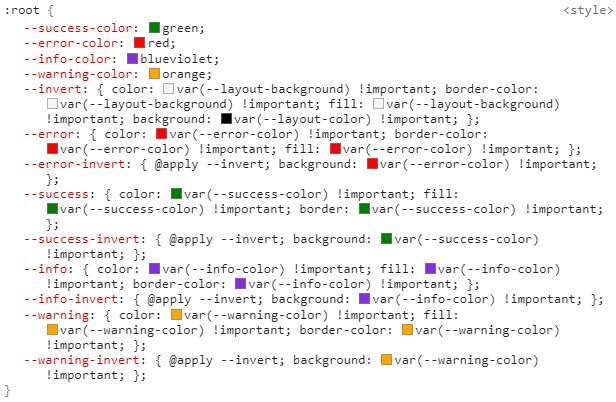 :root { <style>
--success-color: green;
--error-color: red;
--info-color: blueviolet;
--warning-color: orange;
--invert: { color: var(--layout-background) !important; border-color:
var(--layout-background) !important; fill: var(--layout-background)
!important; background: var(--layout-color) !important; };
--error: { color: var(--error-color) !important; border-color:
var(--error-color) !important; fill: var(--error-color) !important; };
--error-invert: { @apply --invert; background: var(--error-color) !important;
};
--success: { color: var(--success-color) !important; fill:
var(--success-color) !important; border: var(--success-color) !important;
};
--success-invert: { @apply --invert; background: var(--success-color)
!important; };
--info: { color: var(--info-color) !important; fill: var(--info-color)
!important; border-color: var(--info-color) !important; };
--info-invert: { @apply --invert; background: var(--info-color) !important; };
--warning: { color: var(--warning-color) !important; fill:
var(--warning-color) !important; border-color: var(--warning-color)
!important; };
--warning-invert: { @apply --invert; background: var(--warning-color)
!important; };
}